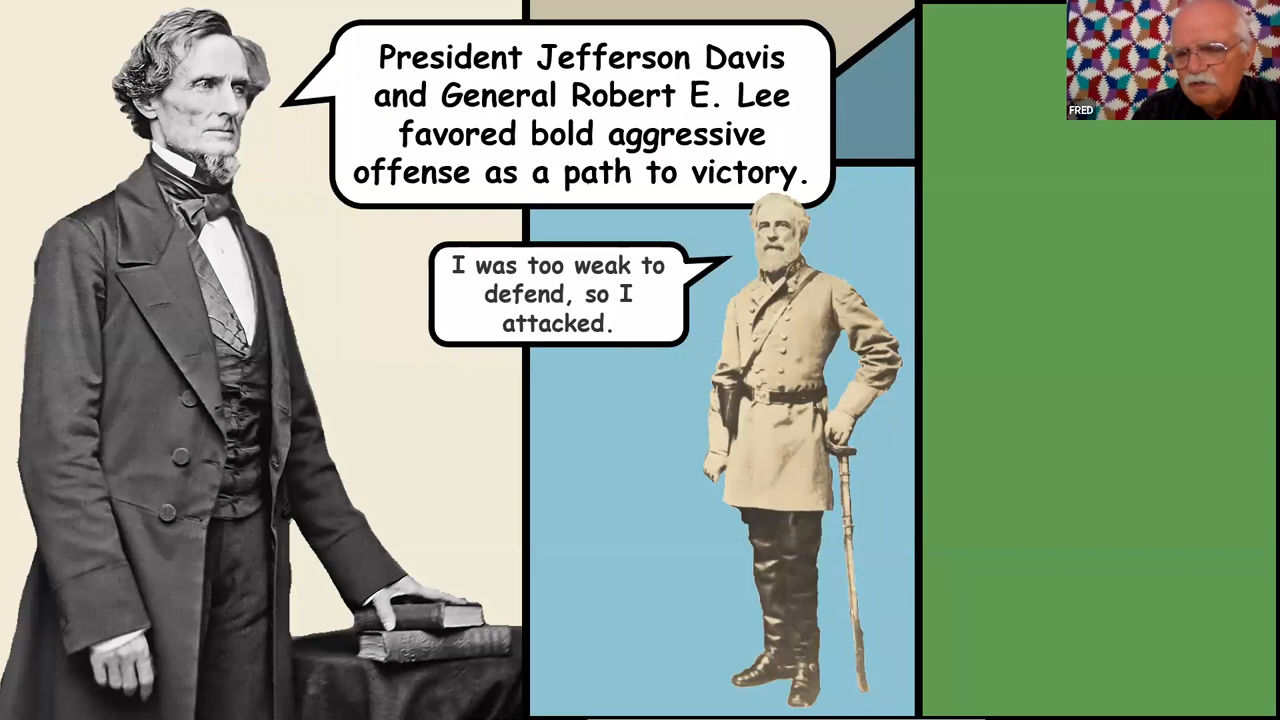 President Jefferson Davis
and General Robert E. Lee
favored bold aggressive
offense as a path to victory.
FRED
I was too weak to
defend, so I
attacked.